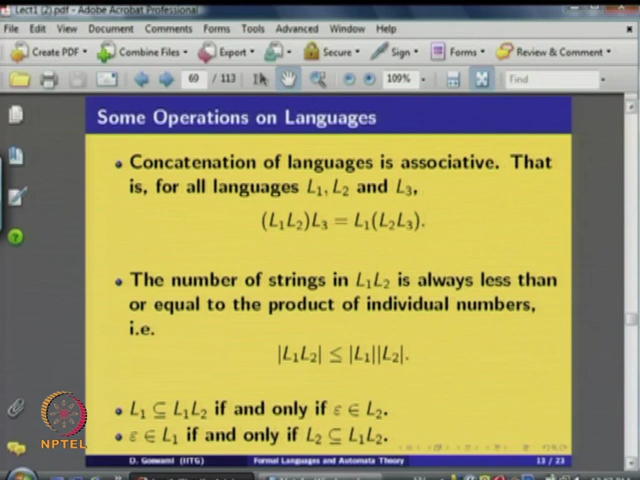 Lect1 (2).pdf - Adobe Acrobat Professional
File Edit View Document Comments Forms Tools Advanced Window Help
Create PDF Combine Files Export Secure Sign Forms Review & Comment
60 / 113 109% Find
Some Operations on Languages
• Concatenation of languages is associative. That
is, for all languages L₁, L₂ and L₃,
(L₁L₂)L₃ = L₁(L₂L₃).
• The number of strings in L₁L₂ is always less than
or equal to the product of individual numbers,
i.e.
|L₁L₂| ≤ |L₁||L₂|.
• L₁ ⊆ L₁L₂ if and only if ε ∈ L₂.
• ε ∈ L₁ if and only if L₂ ⊆ L₁L₂.
NPTEL
D. Goswami (IITG) Formal Languages and Automata Theory 13 / 23